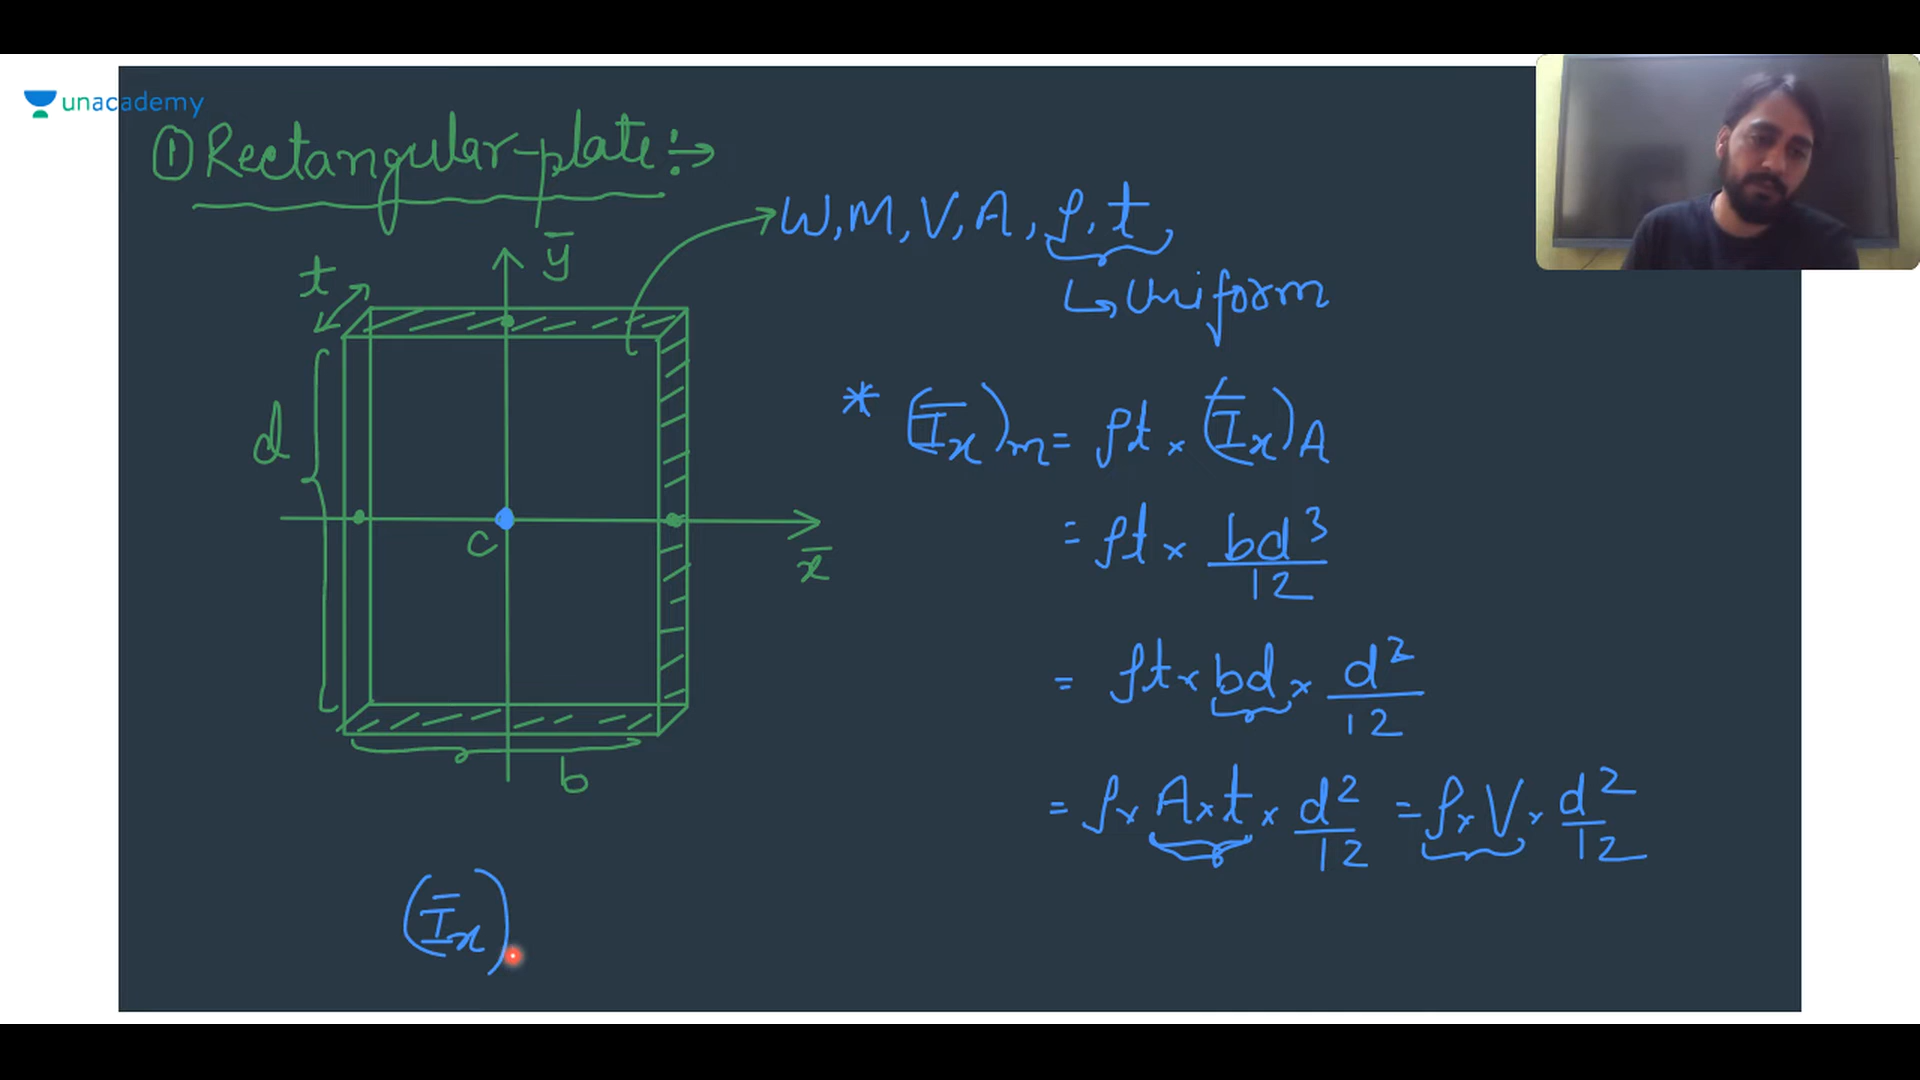 unacademy
① Rectangular-plate :→
W, M, V, A, ρ, t,
↳ Uniform
ȳ
t
d
c
x̄
b
* (Īx)m = ρt × (Īx)A
= ρt × bd³/12
= ρt × bd × d²/12
= ρ × A × t × d²/12 = ρ × V × d²/12
(Īx)